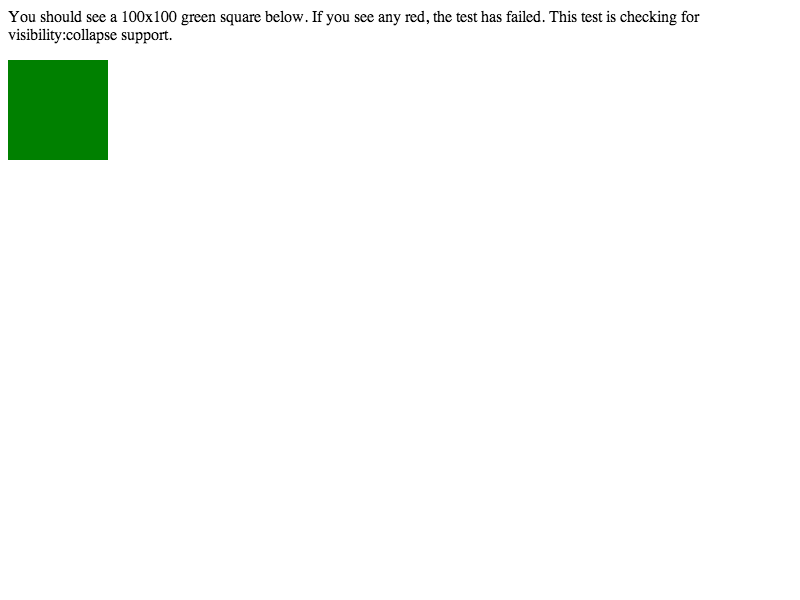 You should see a 100x100 green square below. If you see any red, the test has failed. This test is checking for
visibility:collapse support.